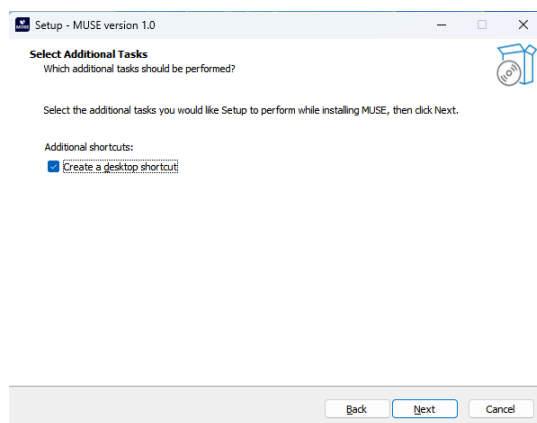 Setup - MUSE version 1.0
Select Additional Tasks
Which additional tasks should be performed?
Select the additional tasks you would like Setup to perform while installing MUSE, then click Next.
Additional shortcuts:
Create a desktop shortcut
Back
Next
Cancel